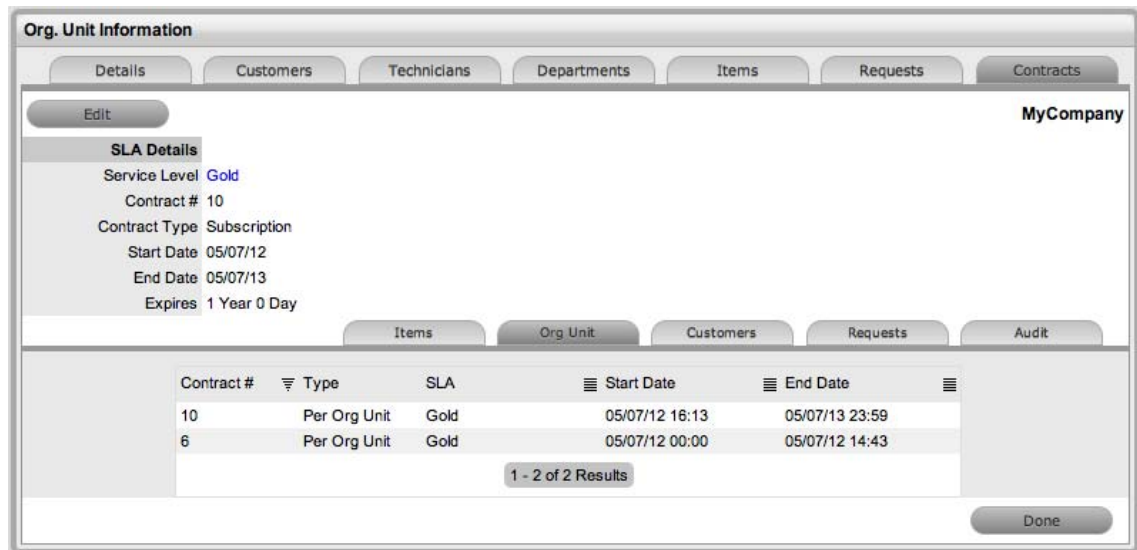 Org. Unit Information
Details Customers Technicians Departments Items Requests Contracts
Edit MyCompany
SLA Details
Service Level Gold
Contract # 10
Contract Type Subscription
Start Date 05/07/12
End Date 05/07/13
Expires 1 Year 0 Day
Items Org Unit Customers Requests Audit
Contract # Type SLA Start Date End Date
10 Per Org Unit Gold 05/07/12 16:13 05/07/13 23:59
6 Per Org Unit Gold 05/07/12 00:00 05/07/12 14:43
1 - 2 of 2 Results
Done